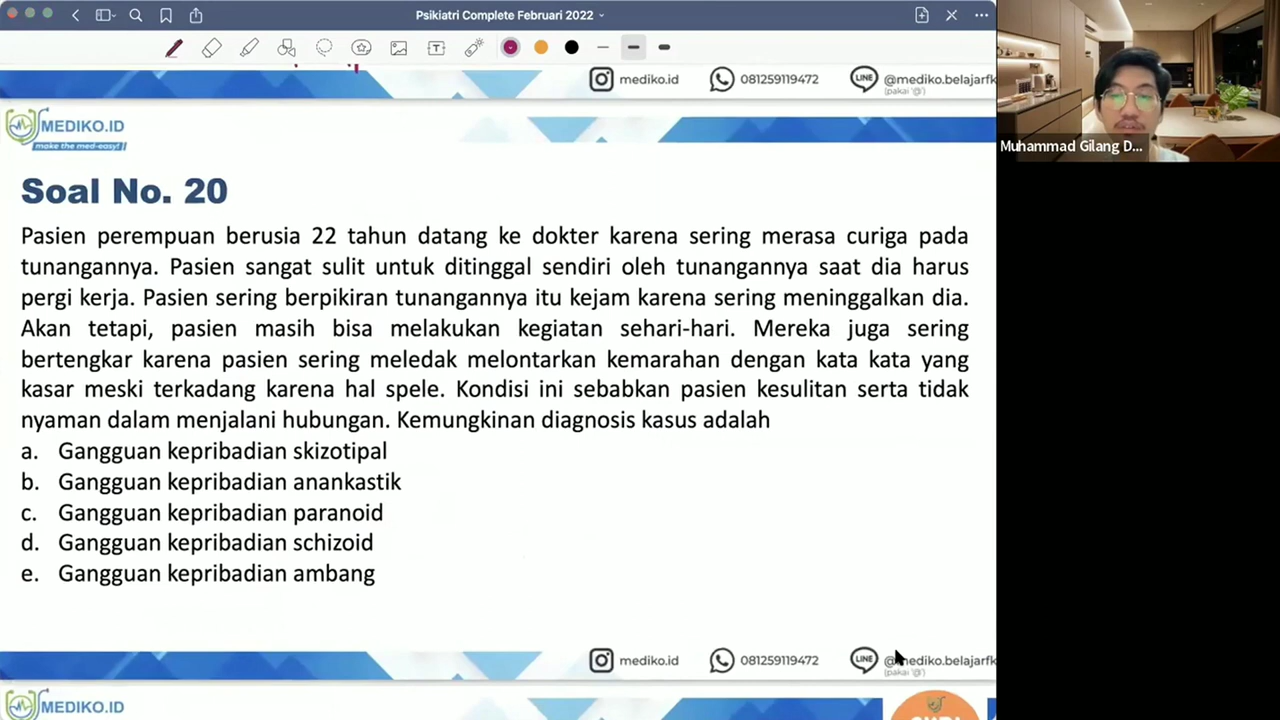 Psikiatri Complete Februari 2022
mediko.id
081259119472
@mediko.belajarfk
(pakai '@')
MEDIKO.ID
make the med-easy!
Soal No. 20
Pasien perempuan berusia 22 tahun datang ke dokter karena sering merasa curiga pada
tunangannya. Pasien sangat sulit untuk ditinggal sendiri oleh tunangannya saat dia harus
pergi kerja. Pasien sering berpikiran tunangannya itu kejam karena sering meninggalkan dia.
Akan tetapi, pasien masih bisa melakukan kegiatan sehari-hari. Mereka juga sering
bertengkar karena pasien sering meledak melontarkan kemarahan dengan kata kata yang
kasar meski terkadang karena hal spele. Kondisi ini sebabkan pasien kesulitan serta tidak
nyaman dalam menjalani hubungan. Kemungkinan diagnosis kasus adalah
a. Gangguan kepribadian skizotipal
b. Gangguan kepribadian anankastik
c. Gangguan kepribadian paranoid
d. Gangguan kepribadian schizoid
e. Gangguan kepribadian ambang
mediko.id
081259119472
LINE
@mediko.belajarfk
(pakai '@')
MEDIKO.ID
Muhammad Gilang D...